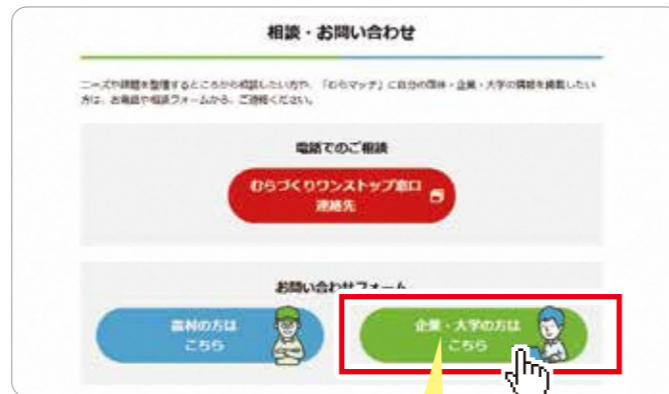 相談・お問い合わせ
ニーズや課題を整理するところから相談したい方や、「むらマッチ」に自分の団体・企業・大学の情報を掲載したい
方は、お電話や相談フォームから、ご連絡ください。
電話でのご相談
むらづくりワンストップ窓口
連絡先
お問い合わせフォーム
農村の方は
こちら
企業・大学の方は
こちら